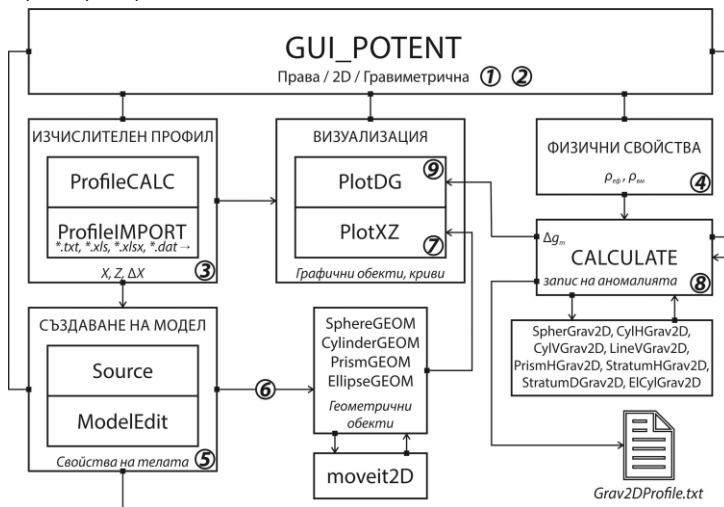 GUI_POTENT
Права / 2D / Гравиметрична ① ②
ИЗЧИСЛИТЕЛЕН ПРОФИЛ
ProfileCALC
ProfileIMPORT
*.txt, *.xls, *.xlsx, *.dat →
③
X, Z, ΔX
ВИЗУАЛИЗАЦИЯ
⑨
PlotDG
PlotXZ
⑦
Графични обекти, криви
ФИЗИЧНИ СВОЙСТВА
④
Δgm
CALCULATE
запис на аномалията ⑧
СЪЗДАВАНЕ НА МОДЕЛ
Source
ModelEdit
Свойства на телата ⑤
⑥
SphereGEOM
CylinderGEOM
PrismGEOM
EllipseGEOM
Геометрични
обекти
moveit2D
SpherGrav2D, CylHGrav2D,
CylVGrav2D, LineVGrav2D,
PrismHGrav2D, StratumHGrav2D,
StratumDGrav2D, ElCylGrav2D
Grav2DProfile.txt